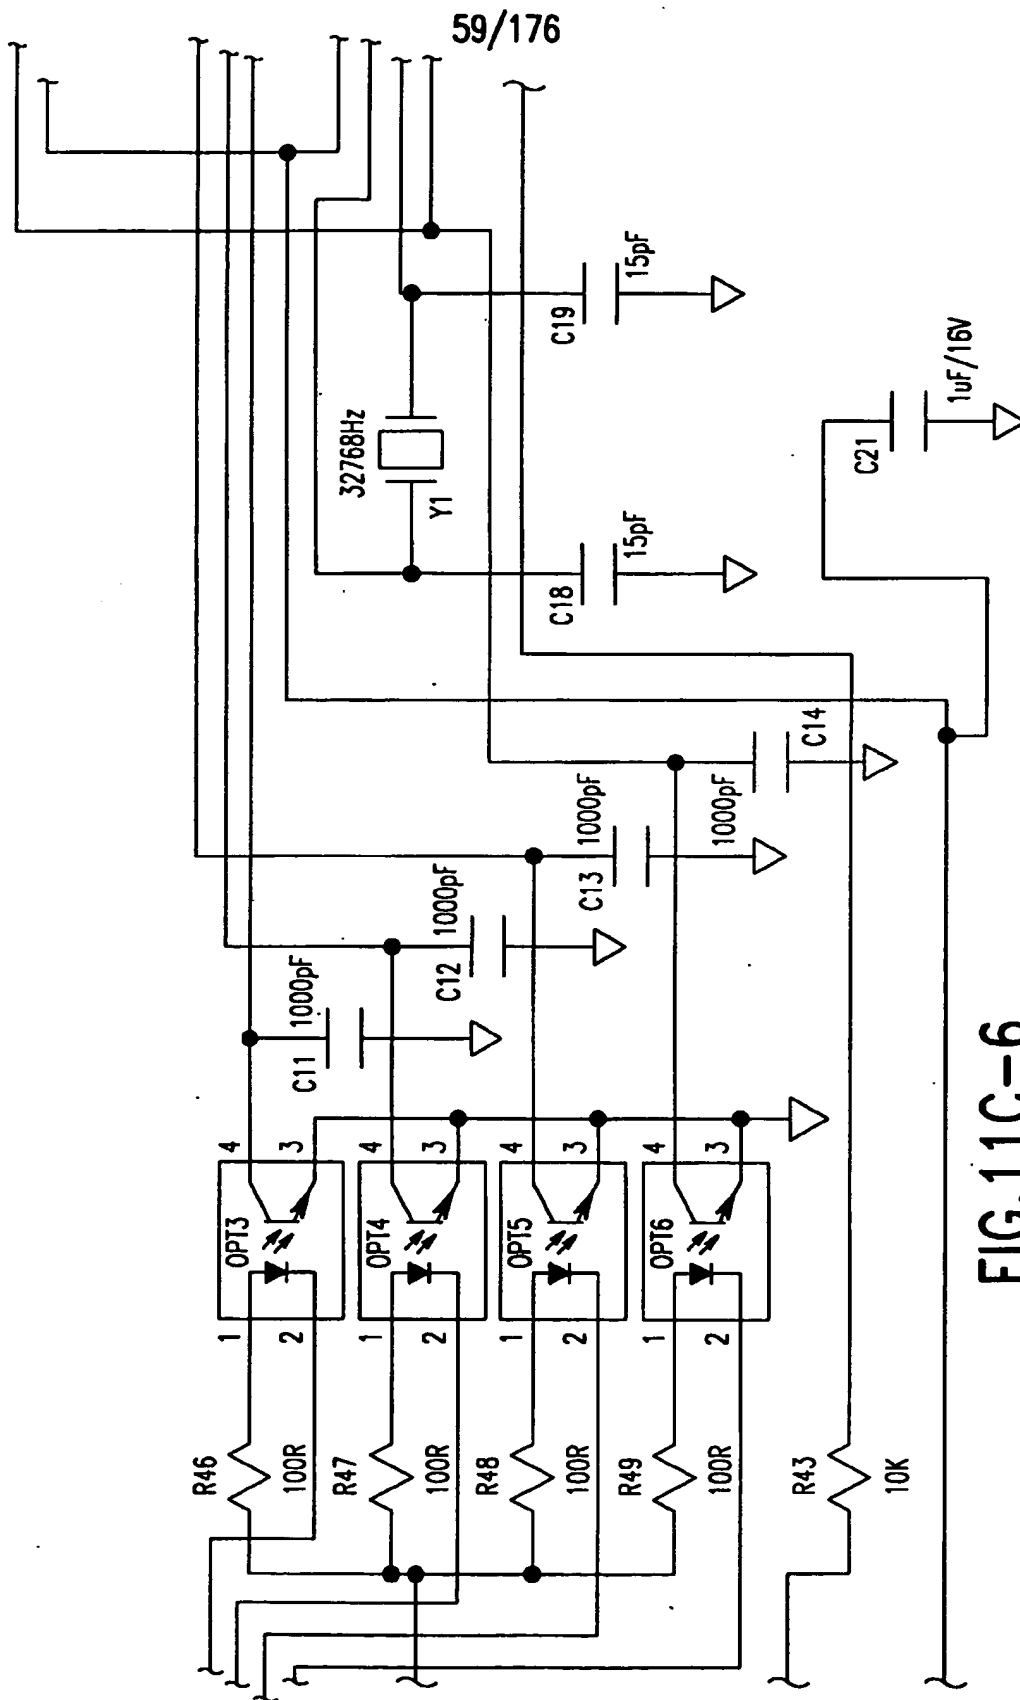 59/176
32768Hz
Y1
C19
15pF
C18
15pF
C21
1uF/16V
C14
1000pF
C13
1000pF
C12
1000pF
C11
1000pF
OPT3
1
2
3
4
OPT4
1
2
3
4
OPT5
1
2
3
4
OPT6
1
2
3
4
R46
100R
R47
100R
R48
100R
R49
100R
R43
10K
FIG.11C-6